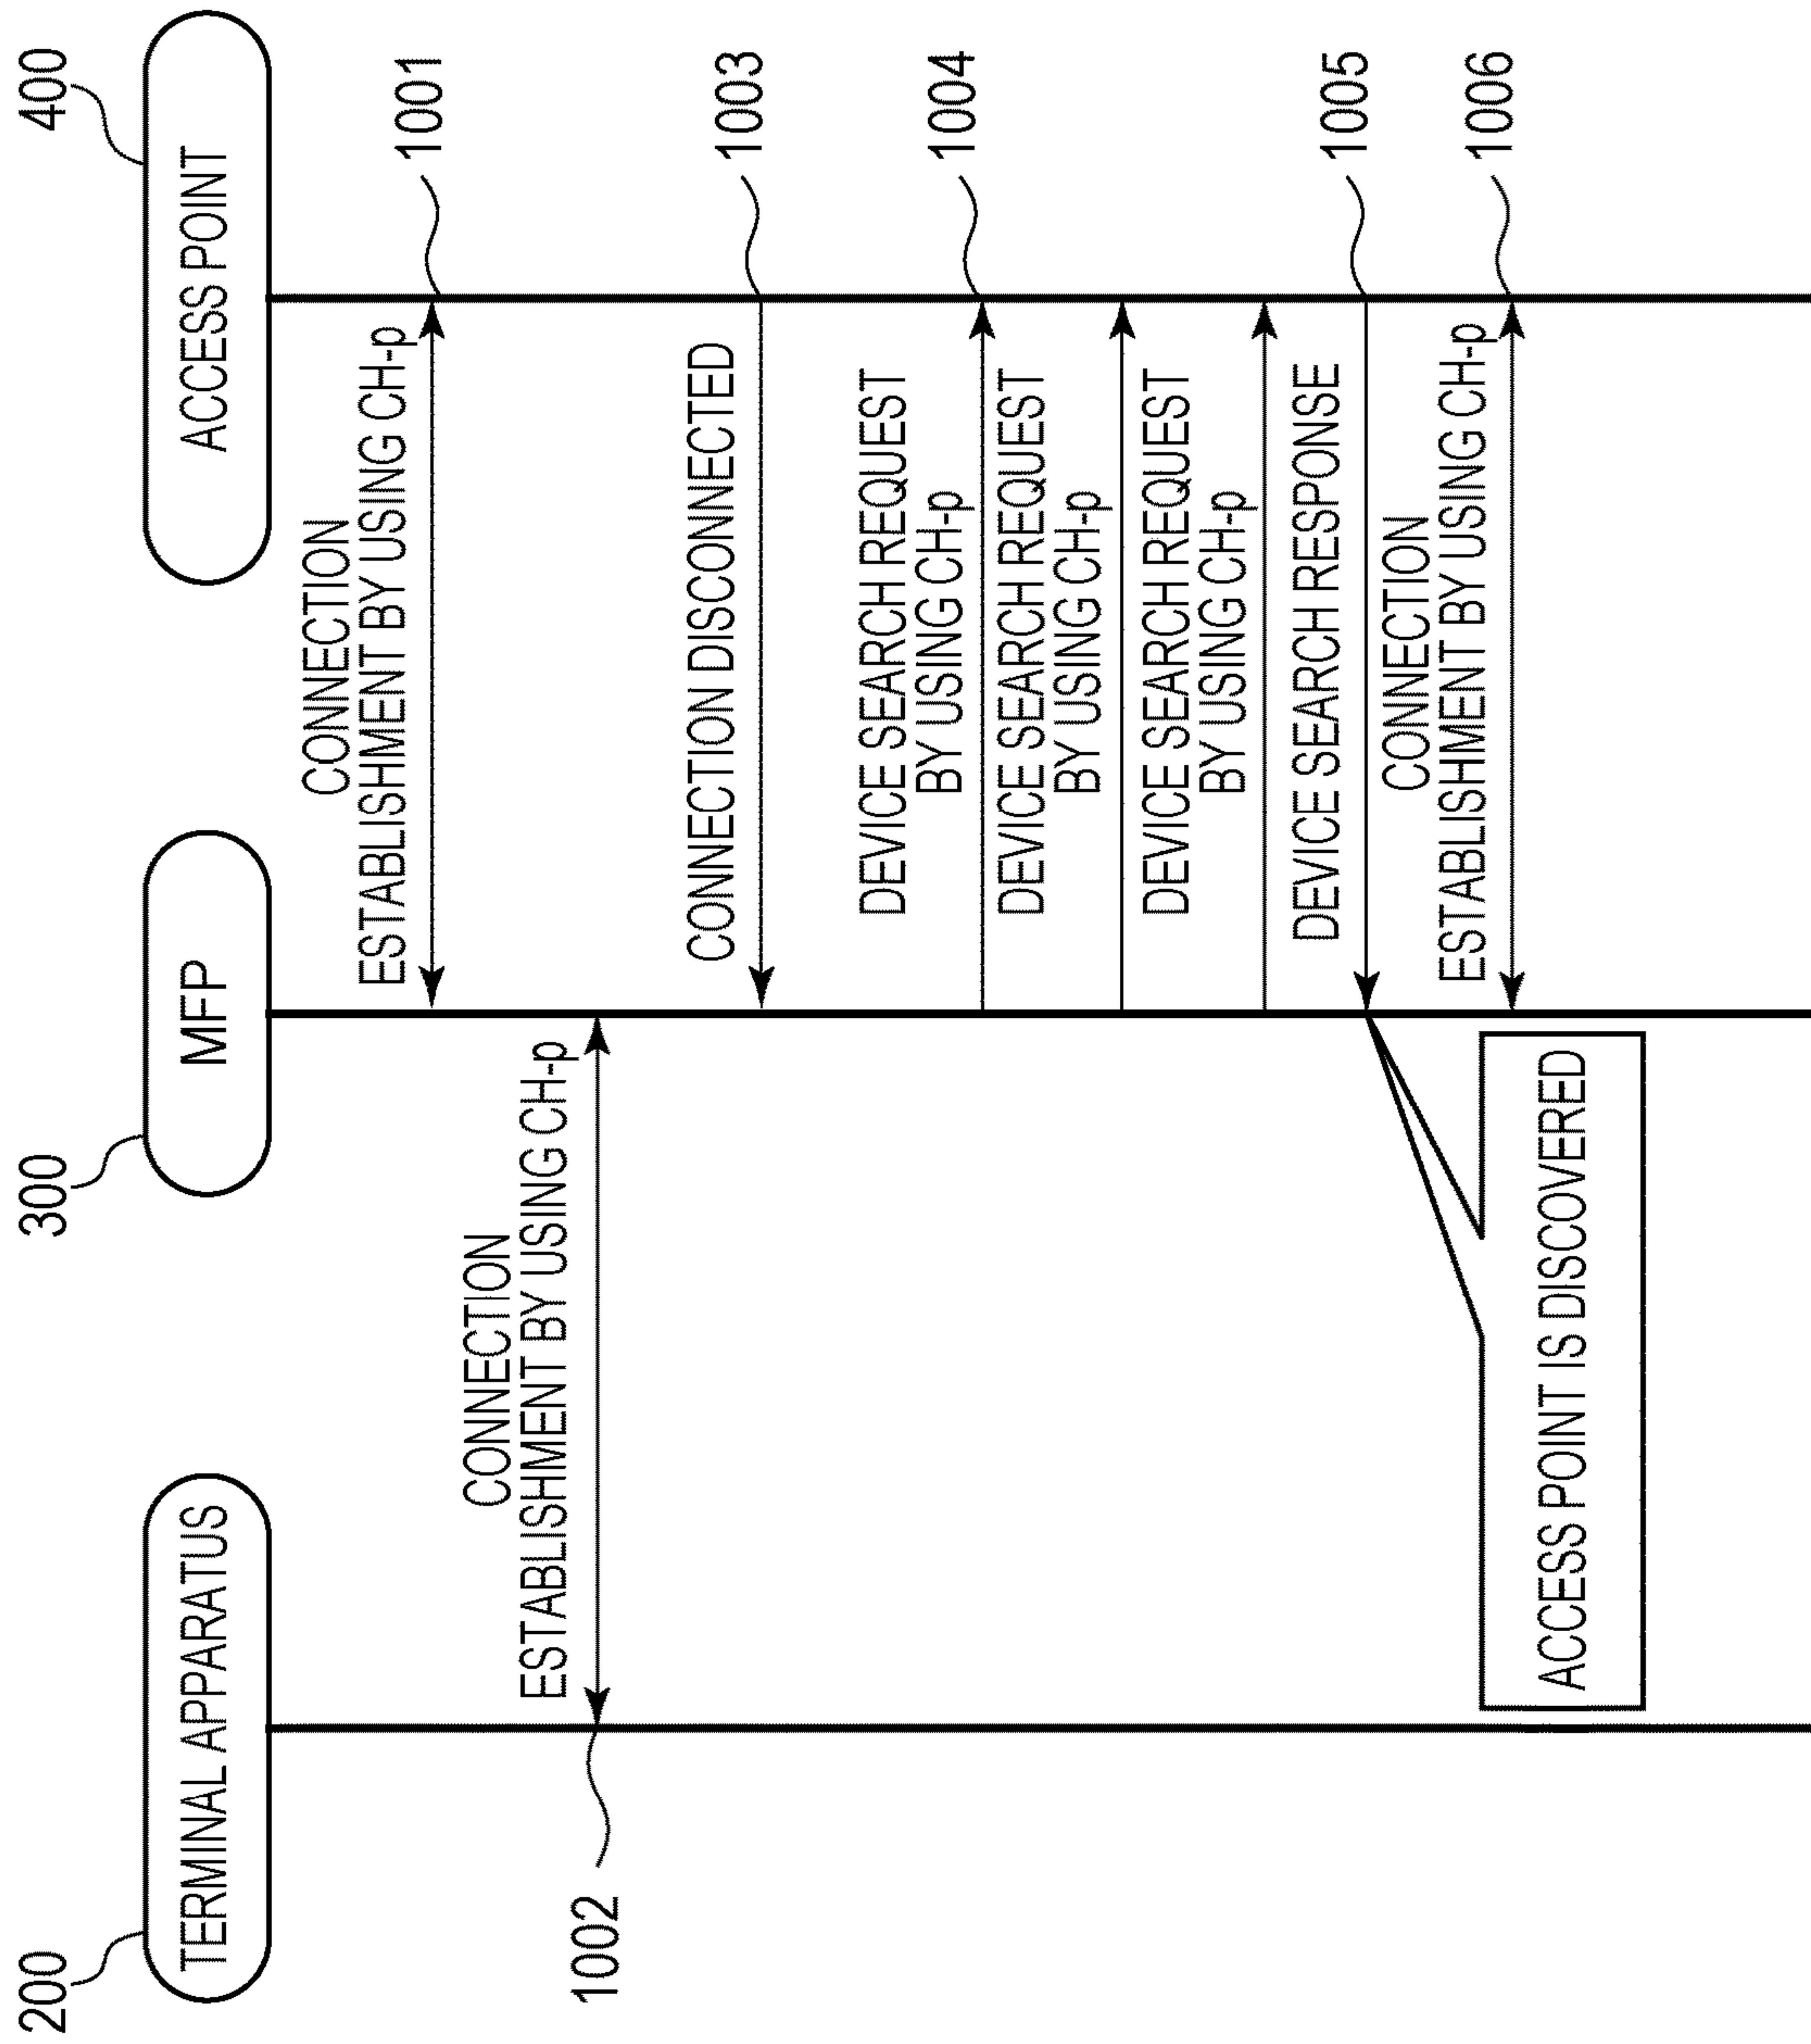 200
TERMINAL APPARATUS
300
MFP
400
ACCESS POINT
CONNECTION
ESTABLISHMENT BY USING CH-p
1001
1002
CONNECTION
ESTABLISHMENT BY USING CH-p
CONNECTION DISCONNECTED
1003
DEVICE SEARCH REQUEST
BY USING CH-p
1004
DEVICE SEARCH REQUEST
BY USING CH-p
DEVICE SEARCH REQUEST
BY USING CH-p
DEVICE SEARCH RESPONSE
1005
CONNECTION
ESTABLISHMENT BY USING CH-p
1006
ACCESS POINT IS DISCOVERED